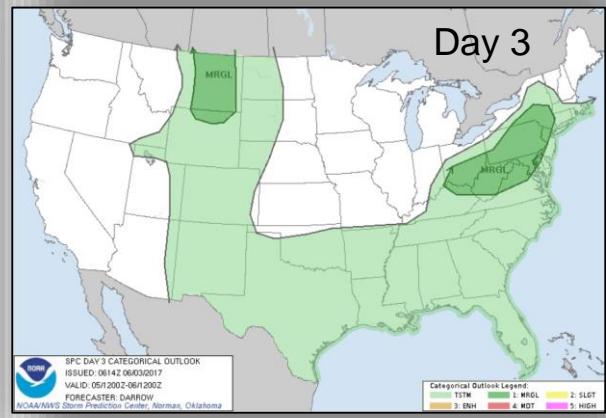 Day 3
MRGL
MRGL
NOAA
SPC DAY 3 CATEGORICAL OUTLOOK
ISSUED: 0614Z 06/03/2017
VALID: 05/1200Z-06/1200Z
FORECASTER: DARROW
NOAA/NWS Storm Prediction Center, Norman, Oklahoma
Categorical Outlook Legend:
TSTM 1: MRGL 2: SLGT
3: ENH 4: MDT 5: HIGH